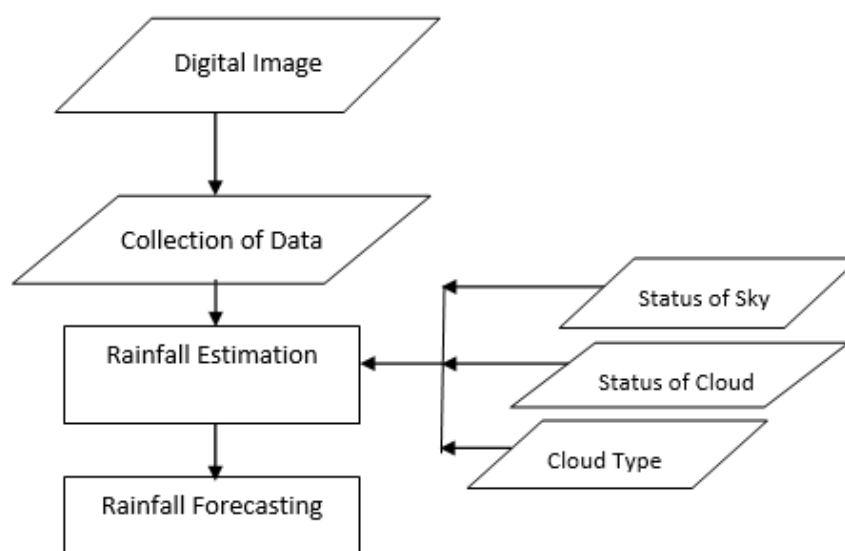 Digital Image
Collection of Data
Status of Sky
Rainfall Estimation
Status of Cloud
Cloud Type
Rainfall Forecasting